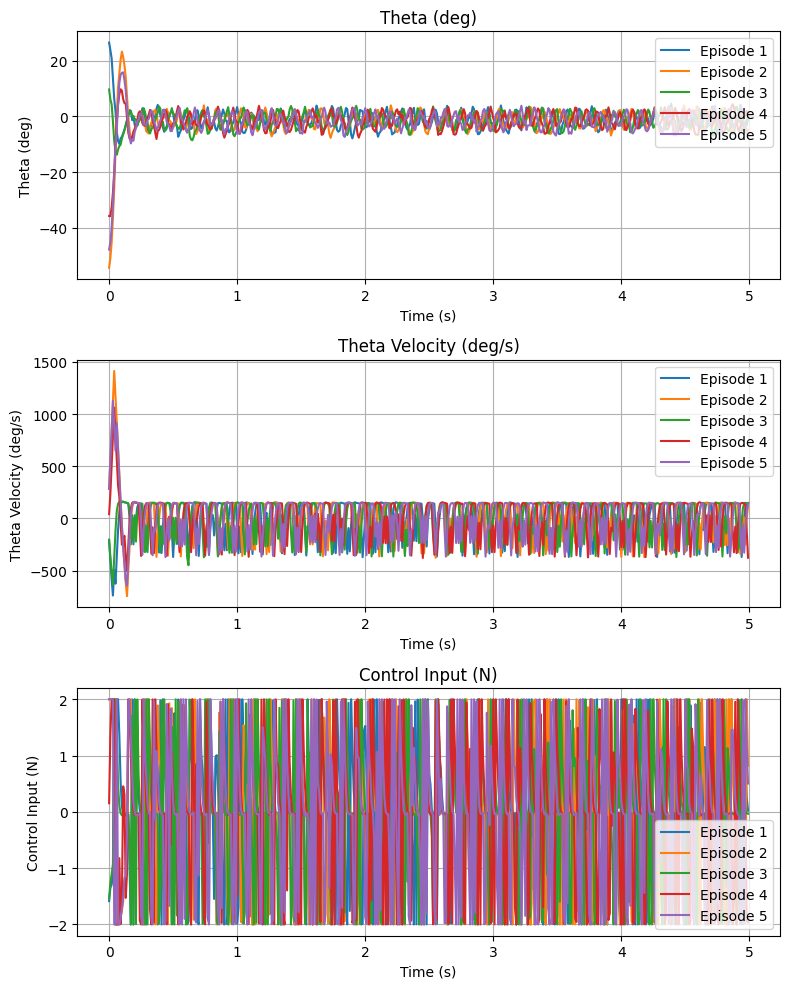 Theta (deg)
Theta (deg)
20
0
−20
−40
0 1 2 3 4 5
Time (s)
Episode 1
Episode 2
Episode 3
Episode 4
Episode 5
Theta Velocity (deg/s)
Theta Velocity (deg/s)
1500
1000
500
0
−500
0 1 2 3 4 5
Time (s)
Episode 1
Episode 2
Episode 3
Episode 4
Episode 5
Control Input (N)
Control Input (N)
2
1
0
−1
−2
0 1 2 3 4 5
Time (s)
Episode 1
Episode 2
Episode 3
Episode 4
Episode 5